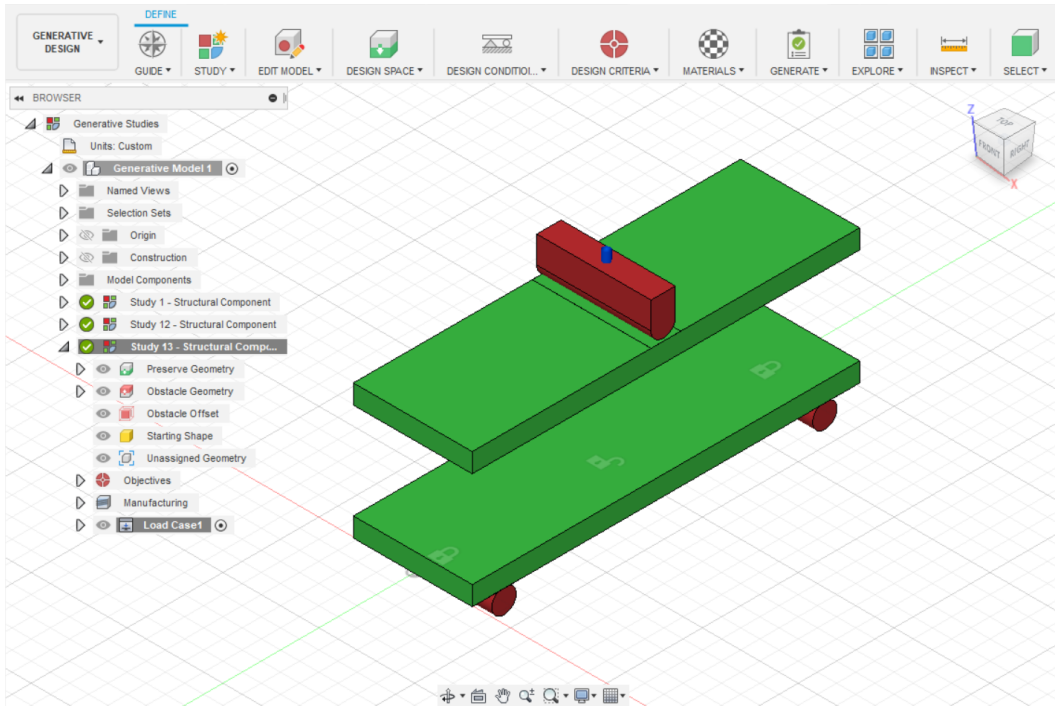 DEFINE
GENERATIVE DESIGN
GUIDE STUDY EDIT MODEL DESIGN SPACE DESIGN CONDITIOI... DESIGN CRITERIA MATERIALS GENERATE EXPLORE INSPECT SELECT
BROWSER
Generative Studies
Units: Custom
Generative Model 1
Named Views
Selection Sets
Origin
Construction
Model Components
Study 1 - Structural Component
Study 12 - Structural Component
Study 13 - Structural Compo...
Preserve Geometry
Obstacle Geometry
Obstacle Offset
Starting Shape
Unassigned Geometry
Objectives
Manufacturing
Load Case1
Z
TOP
FRONT
RIGHT
X